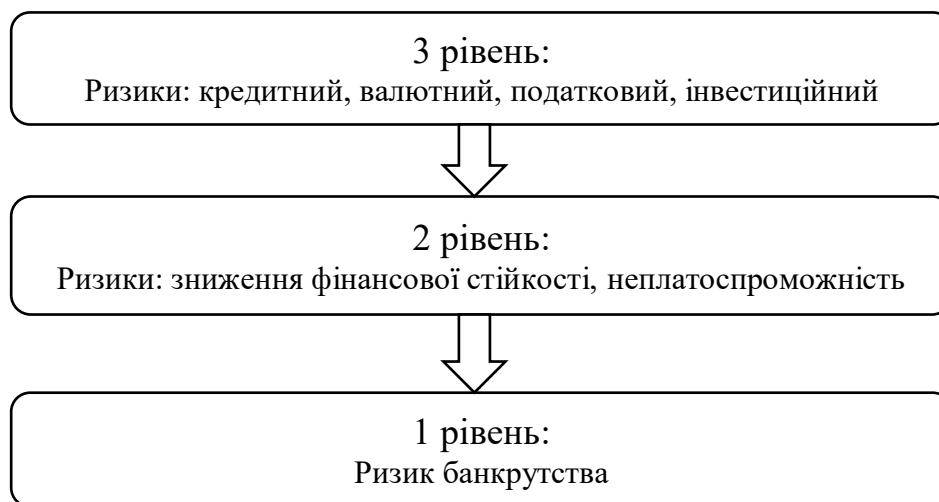 3 рівень:
Ризики: кредитний, валютний, податковий, інвестиційний
2 рівень:
Ризики: зниження фінансової стійкості, неплатоспроможність
1 рівень:
Ризик банкрутства